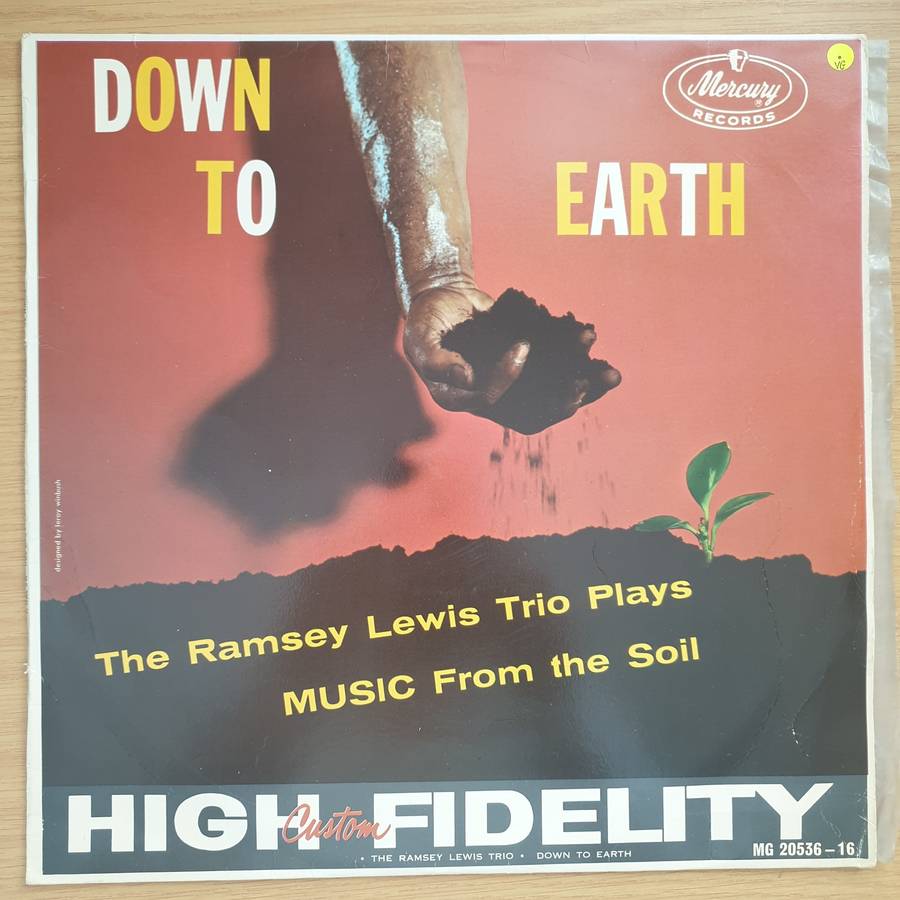 DOWN
TO EARTH
Mercury
®
RECORDS
VG
designed by leroy winbush
The Ramsey Lewis Trio Plays
MUSIC From the Soil
HIGH Custom FIDELITY
• THE RAMSEY LEWIS TRIO • DOWN TO EARTH
MG 20536-16